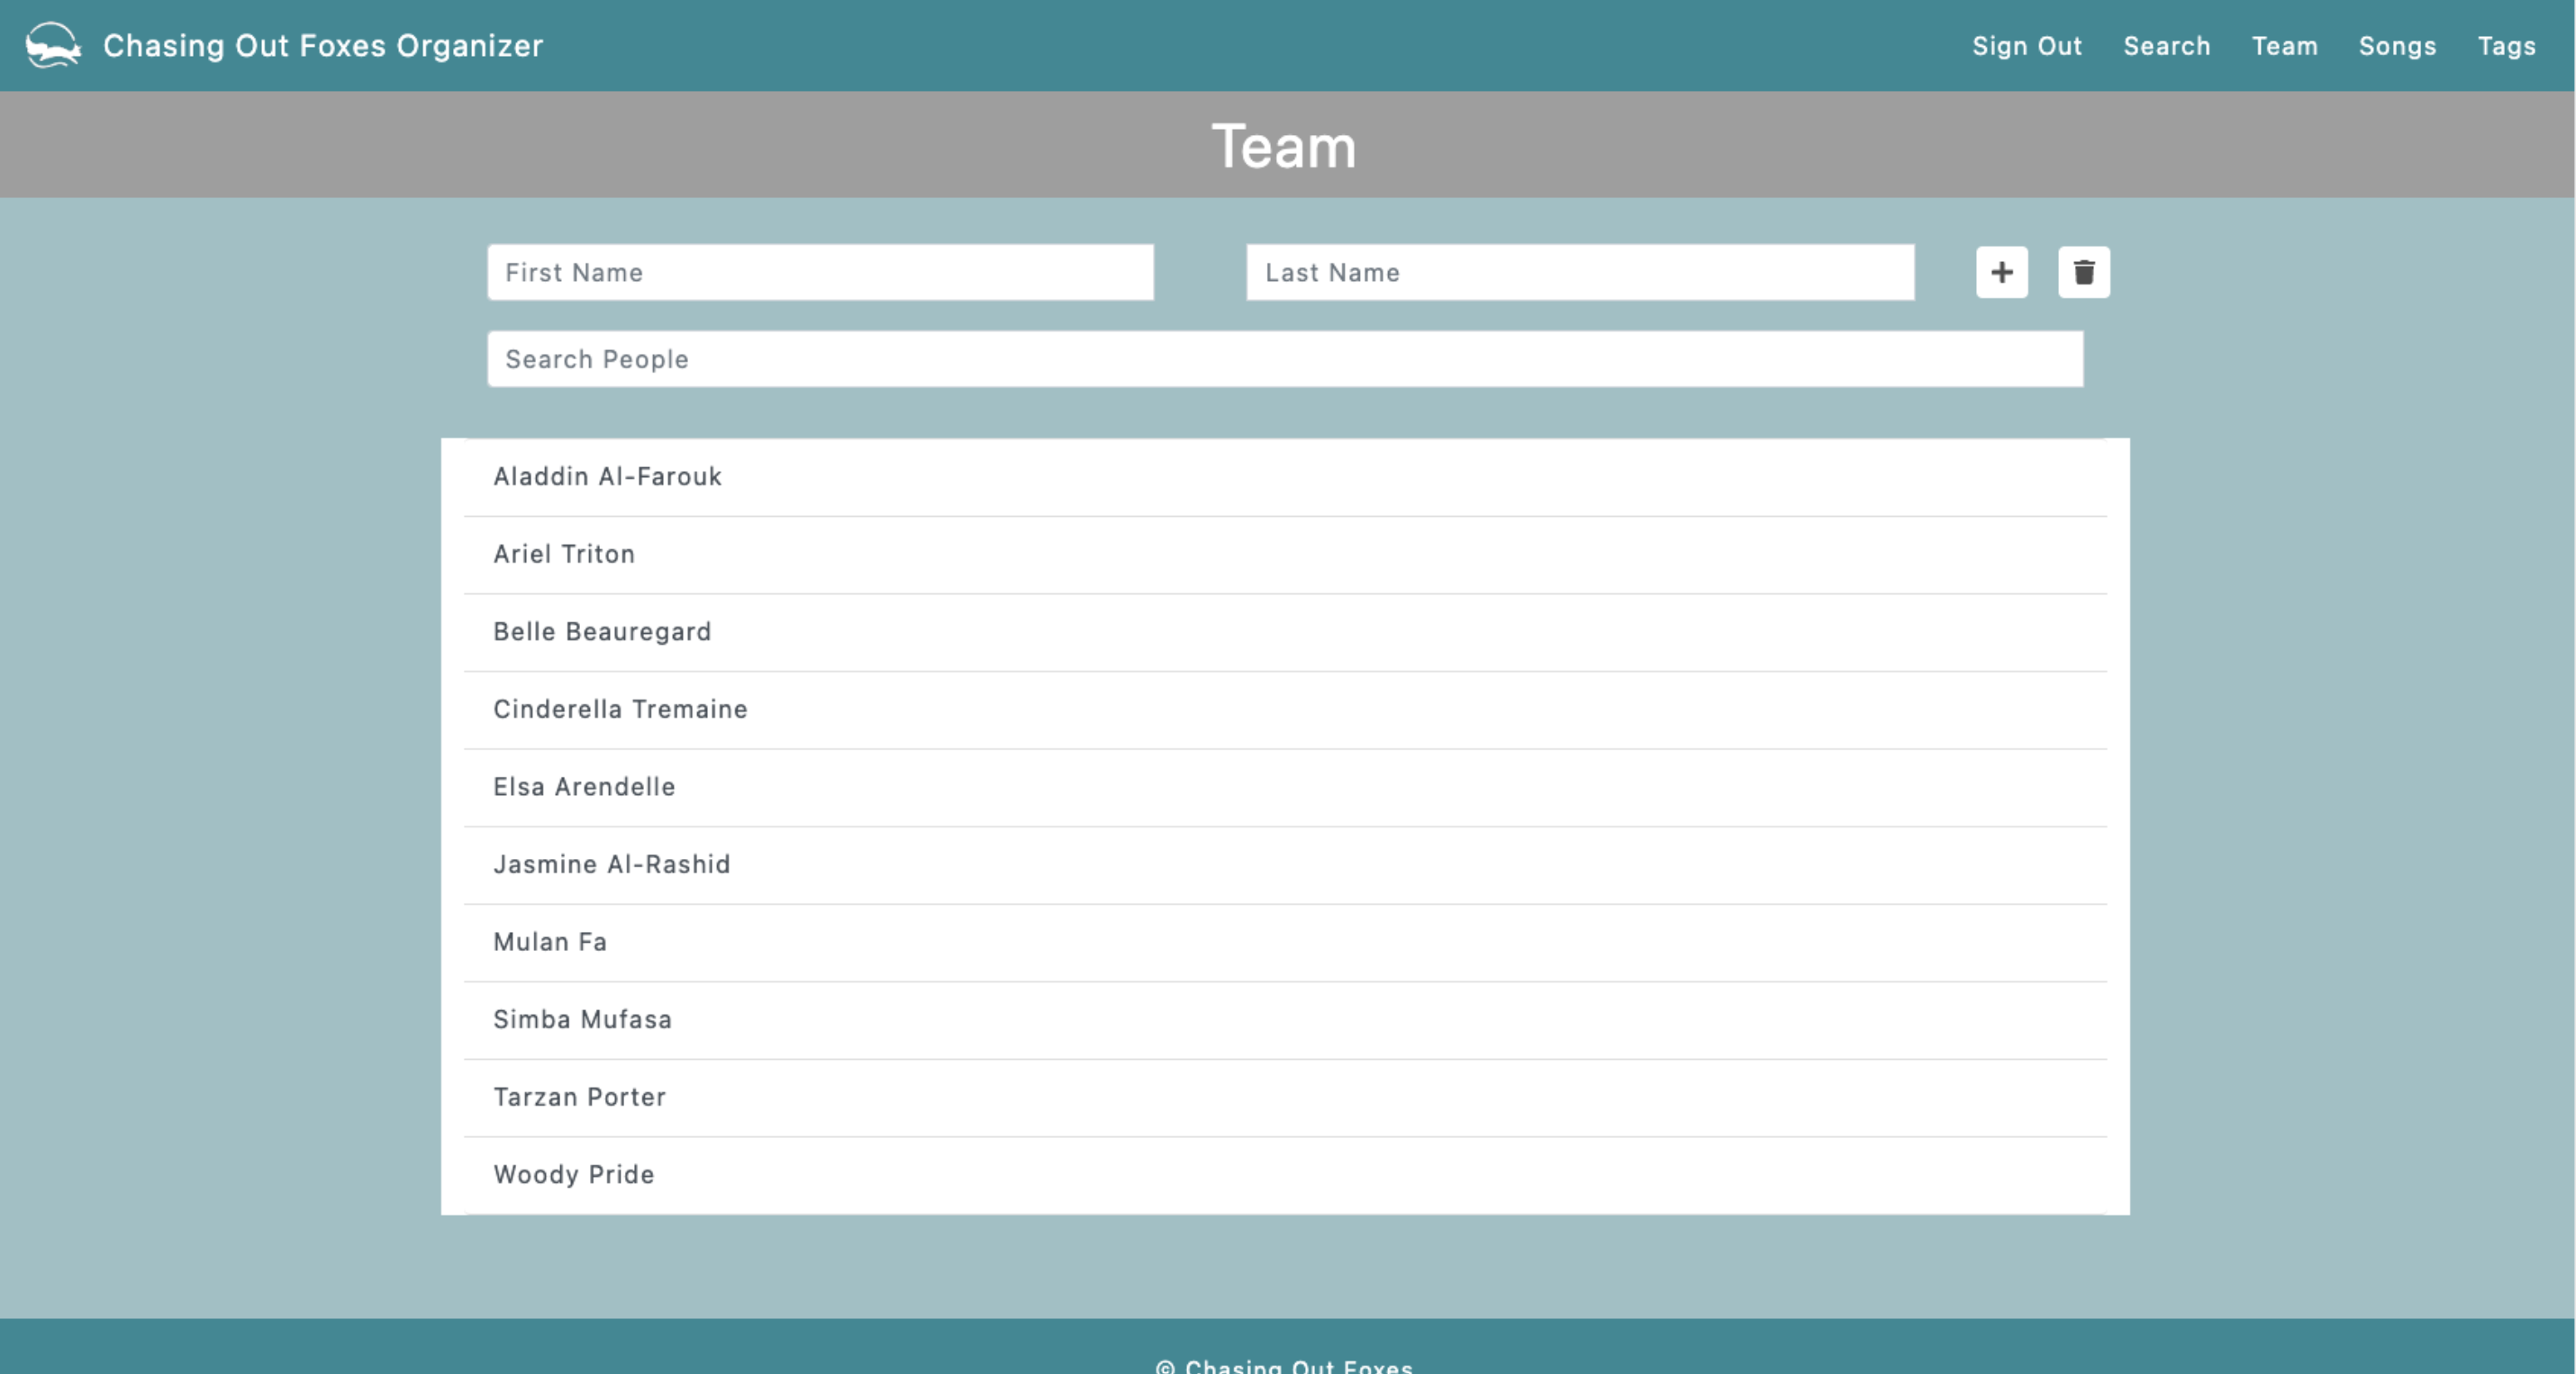 Chasing Out Foxes Organizer
Sign Out Search Team Songs Tags
Team
First Name
Last Name
Search People
Aladdin Al-Farouk
Ariel Triton
Belle Beauregard
Cinderella Tremaine
Elsa Arendelle
Jasmine Al-Rashid
Mulan Fa
Simba Mufasa
Tarzan Porter
Woody Pride
© Chasing Out Foxes